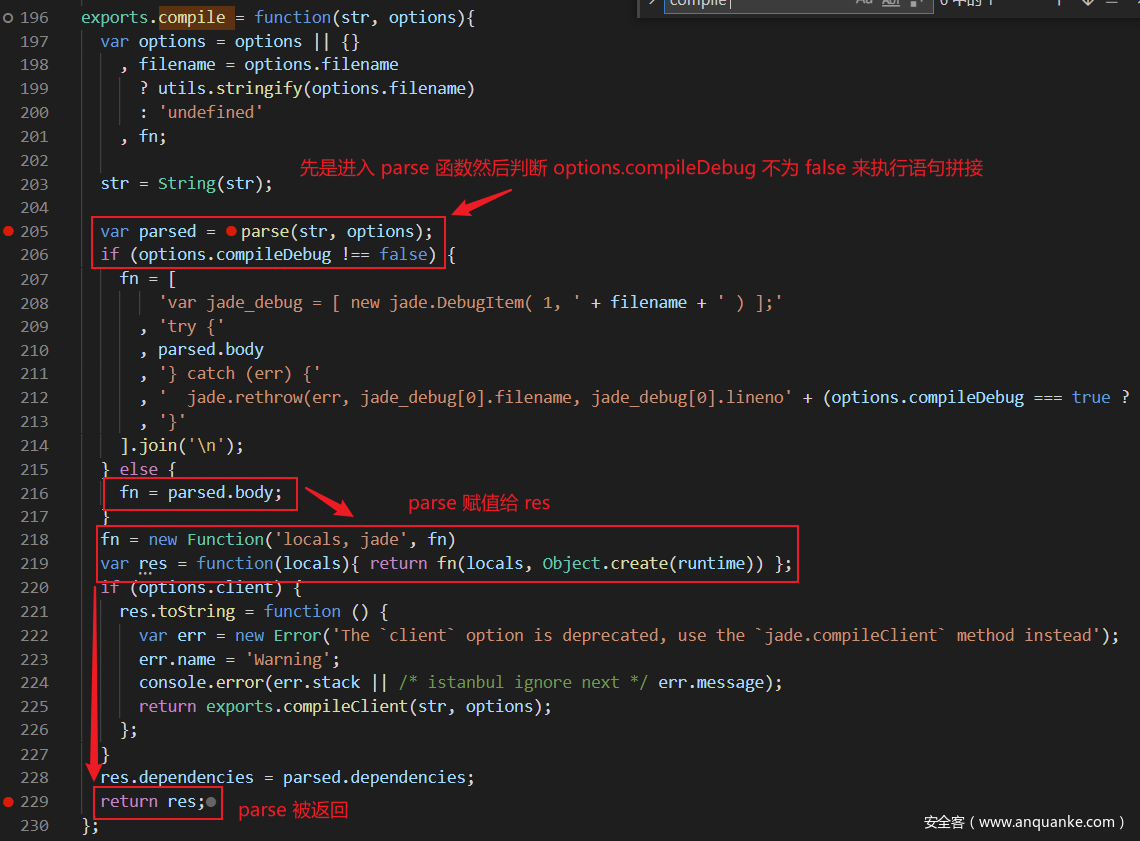 compile
6 中的 1
196 exports.compile = function(str, options){
197 var options = options || {}
198 , filename = options.filename
199 ? utils.stringify(options.filename)
200 : 'undefined'
201 , fn;
202
先是进入 parse 函数然后判断 options.compileDebug 不为 false 来执行语句拼接
203 str = String(str);
204
205 var parsed = parse(str, options);
206 if (options.compileDebug !== false) {
207 fn = [
208 'var jade_debug = [ new jade.DebugItem( 1, ' + filename + ' ) ];'
209 , 'try {'
210 , parsed.body
211 , '} catch (err) {'
212 , '  jade.rethrow(err, jade_debug[0].filename, jade_debug[0].lineno' + (options.compileDebug === true ?
213 , '}'
214 ].join('\n');
215 } else {
216 fn = parsed.body;
parse 赋值给 res
217 }
218 fn = new Function('locals, jade', fn)
219 var res = function(locals){ return fn(locals, Object.create(runtime)) };
220 if (options.client) {
221 res.toString = function () {
222 var err = new Error('The `client` option is deprecated, use the `jade.compileClient` method instead');
223 err.name = 'Warning';
224 console.error(err.stack || /* istanbul ignore next */ err.message);
225 return exports.compileClient(str, options);
226 };
227 }
228 res.dependencies = parsed.dependencies;
229 return res;
parse 被返回
230 };
安全客（www.anquanke.com）